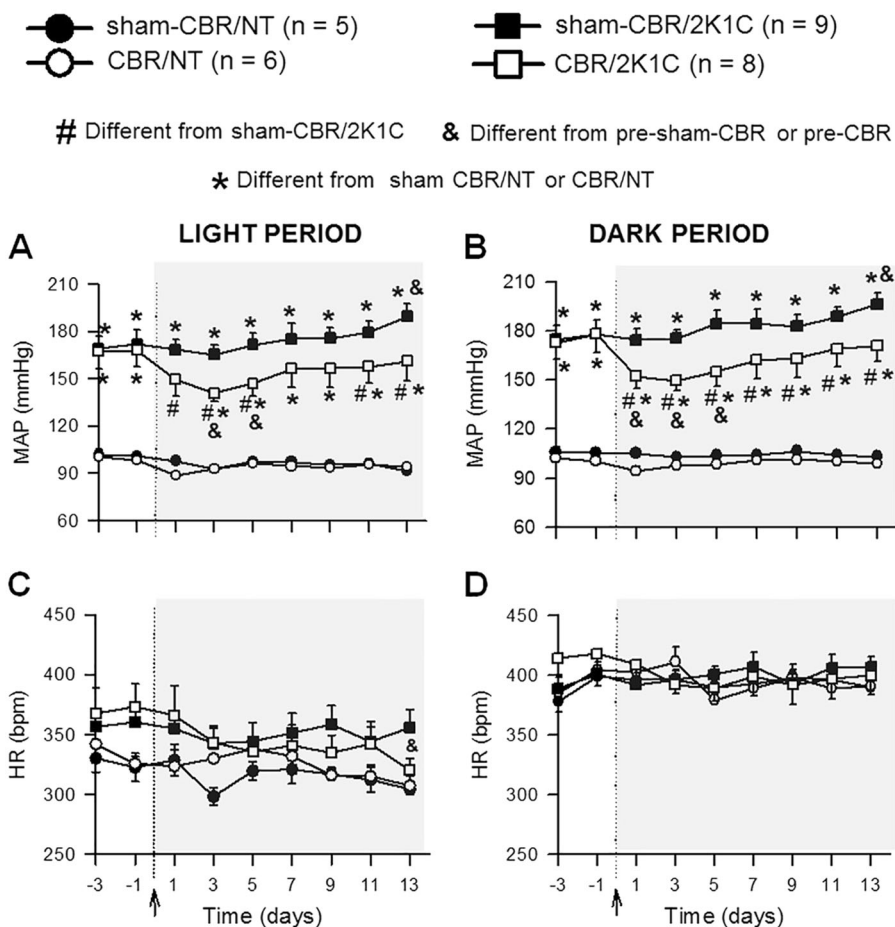 sham-CBR/NT (n = 5)
CBR/NT (n = 6)
sham-CBR/2K1C (n = 9)
CBR/2K1C (n = 8)
# Different from sham-CBR/2K1C
& Different from pre-sham-CBR or pre-CBR
* Different from sham CBR/NT or CBR/NT
A
LIGHT PERIOD
MAP (mmHg)
210
180
150
120
90
60
* * * * * * * * * &
* * # #* #* * * #* #*
& &
B
DARK PERIOD
MAP (mmHg)
210
180
150
120
90
60
* * * * * * * * * &
* * #* #* #* #* #* #* #*
& & &
C
HR (bpm)
450
400
350
300
250
&
-3 -1 1 3 5 7 9 11 13
Time (days)
D
HR (bpm)
450
400
350
300
250
-3 -1 1 3 5 7 9 11 13
Time (days)